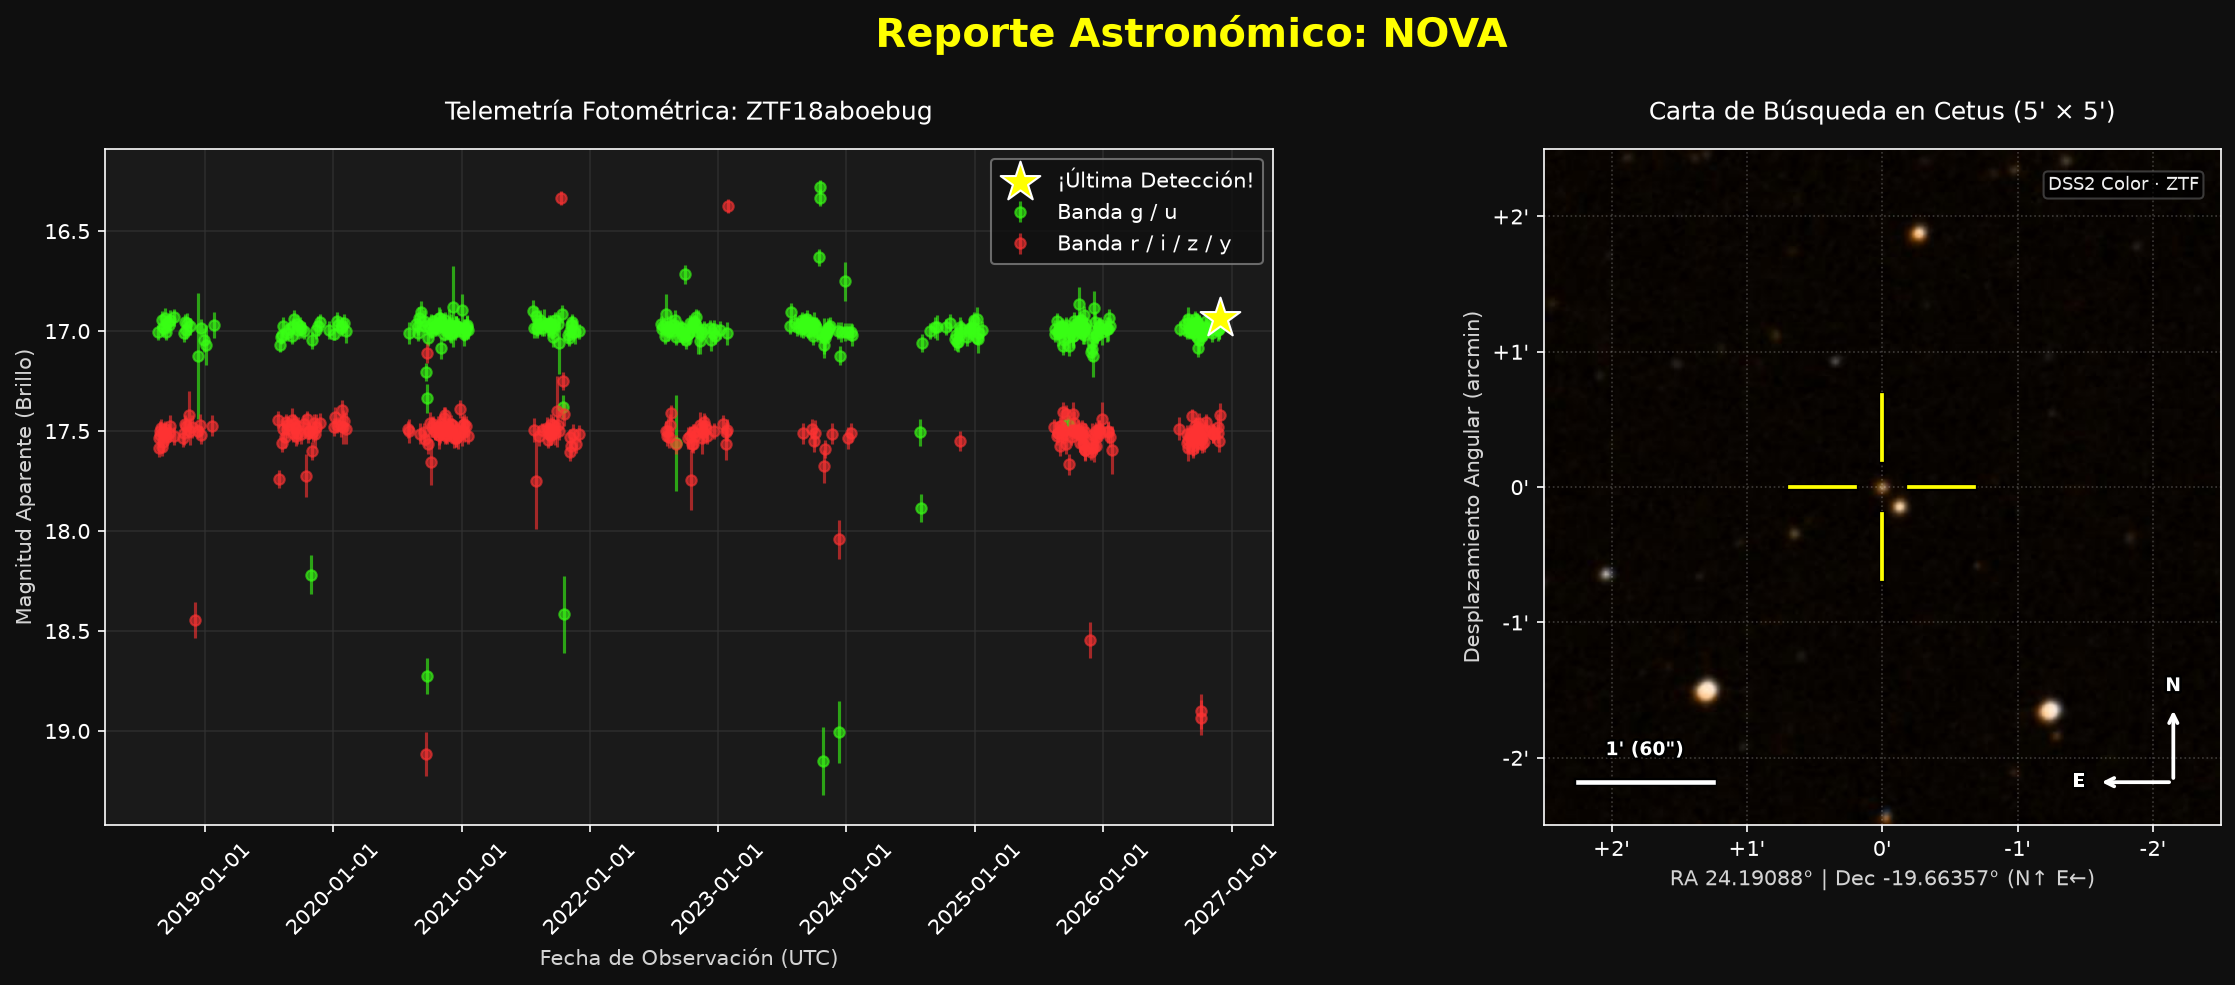 Reporte Astronómico: NOVA
Telemetría Fotométrica: ZTF18aboebug
Magnitud Aparente (Brillo)
16.5
17.0
17.5
18.0
18.5
19.0
¡Última Detección!
Banda g / u
Banda r / i / z / y
2019-01-01
2020-01-01
2021-01-01
2022-01-01
2023-01-01
2024-01-01
2025-01-01
2026-01-01
2027-01-01
Fecha de Observación (UTC)
Carta de Búsqueda en Cetus (5' × 5')
DSS2 Color · ZTF
Desplazamiento Angular (arcmin)
+2'
+1'
0'
-1'
-2'
1' (60")
N
E
+2'
+1'
0'
-1'
-2'
RA 24.19088° | Dec -19.66357° (N↑ E←)